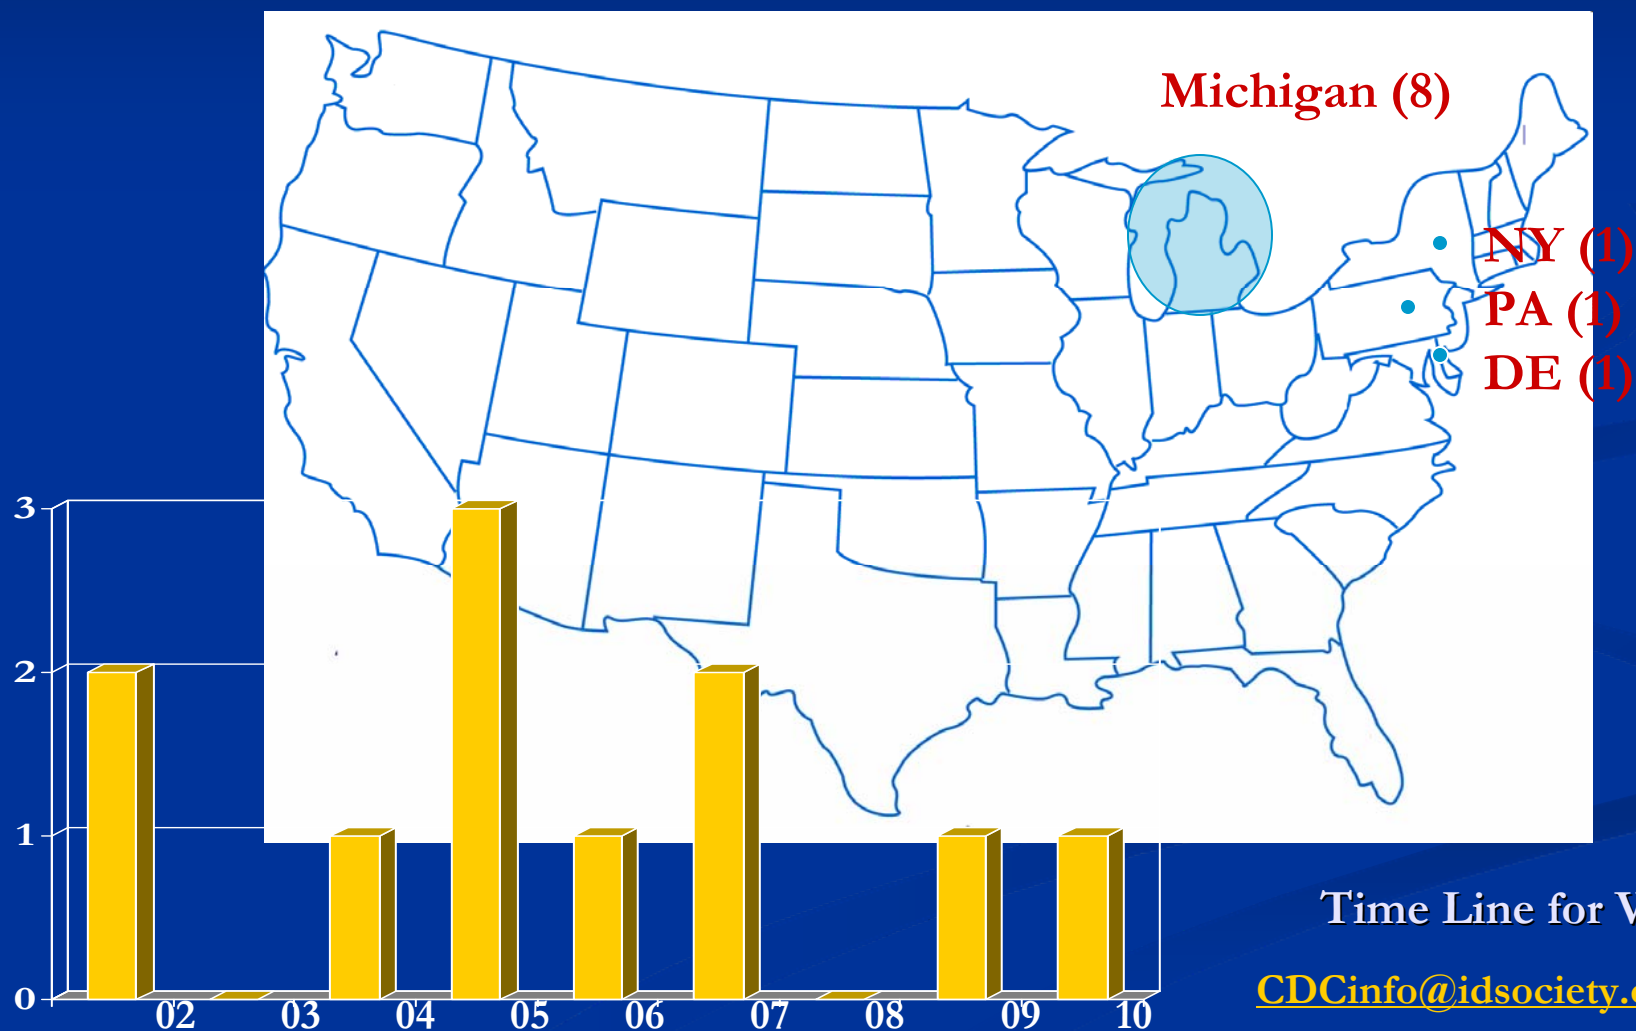 Michigan (8)
NY (1)
PA (1)
DE (1)
3
2
1
0
02 03 04 05 06 07 08 09 10
Time Line for
CDCinfo@idsociety.